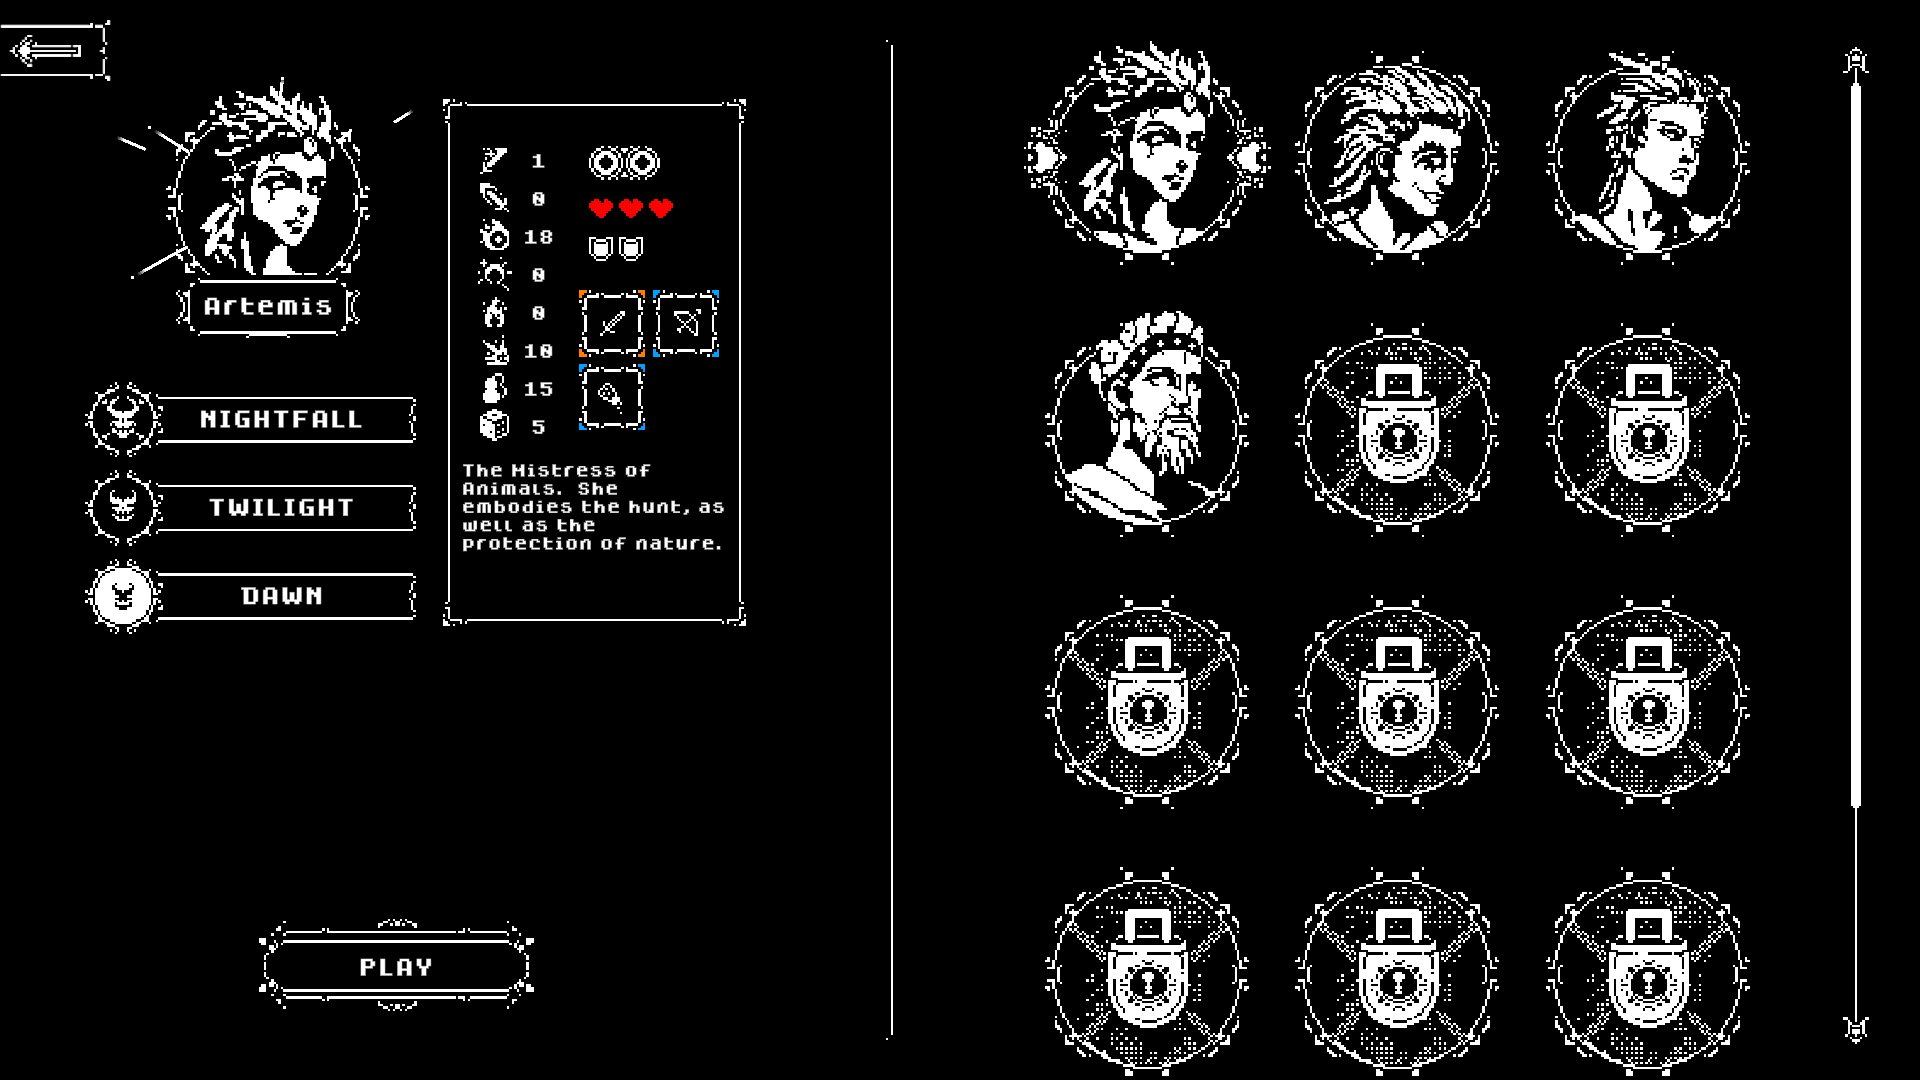 Artemis
NIGHTFALL
TWILIGHT
DAWN
PLAY
1
0
18
0
0
10
15
5
The Mistress of
Animals. She
embodies the hunt, as
well as the
protection of nature.